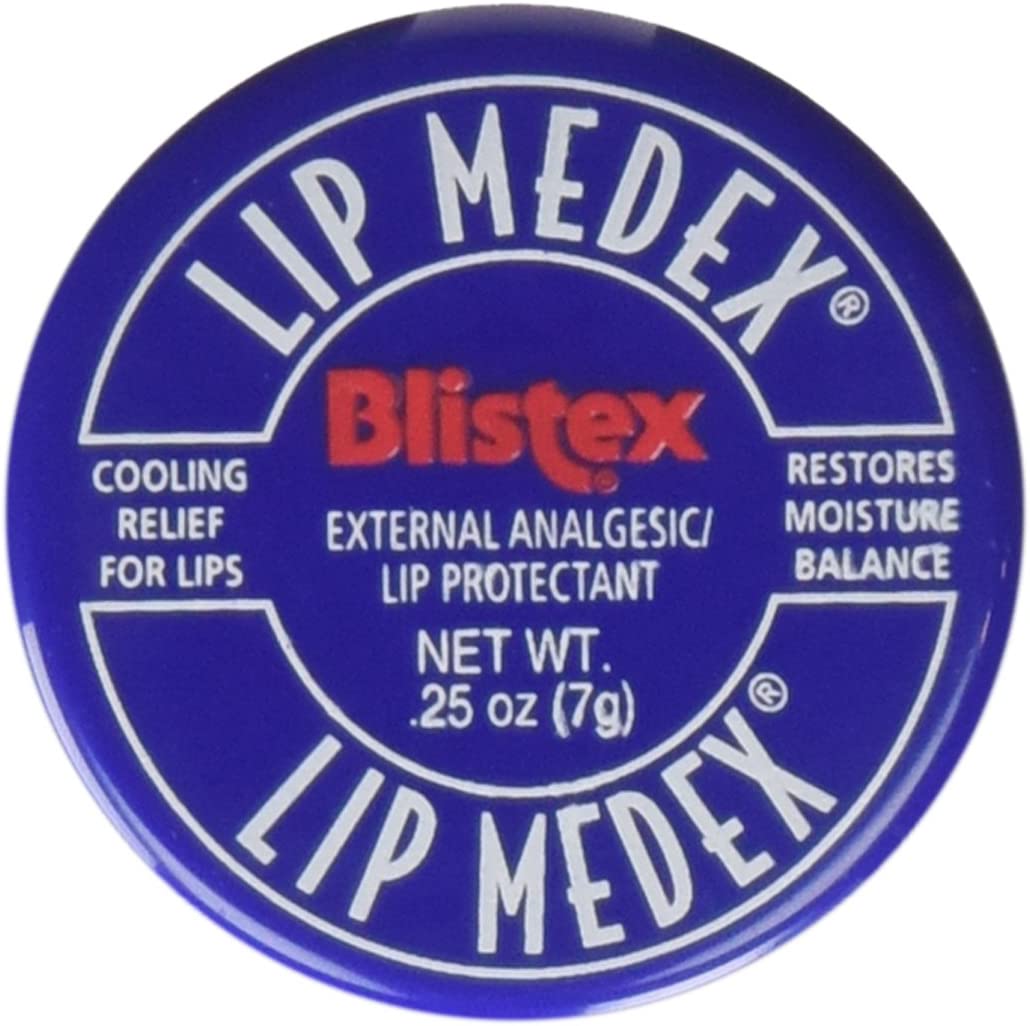 LIP MEDEX®
COOLING
RELIEF
FOR LIPS
Blistex®
EXTERNAL ANALGESIC/
LIP PROTECTANT
NET WT.
.25 oz (7g)
RESTORES
MOISTURE
BALANCE
LIP MEDEX®